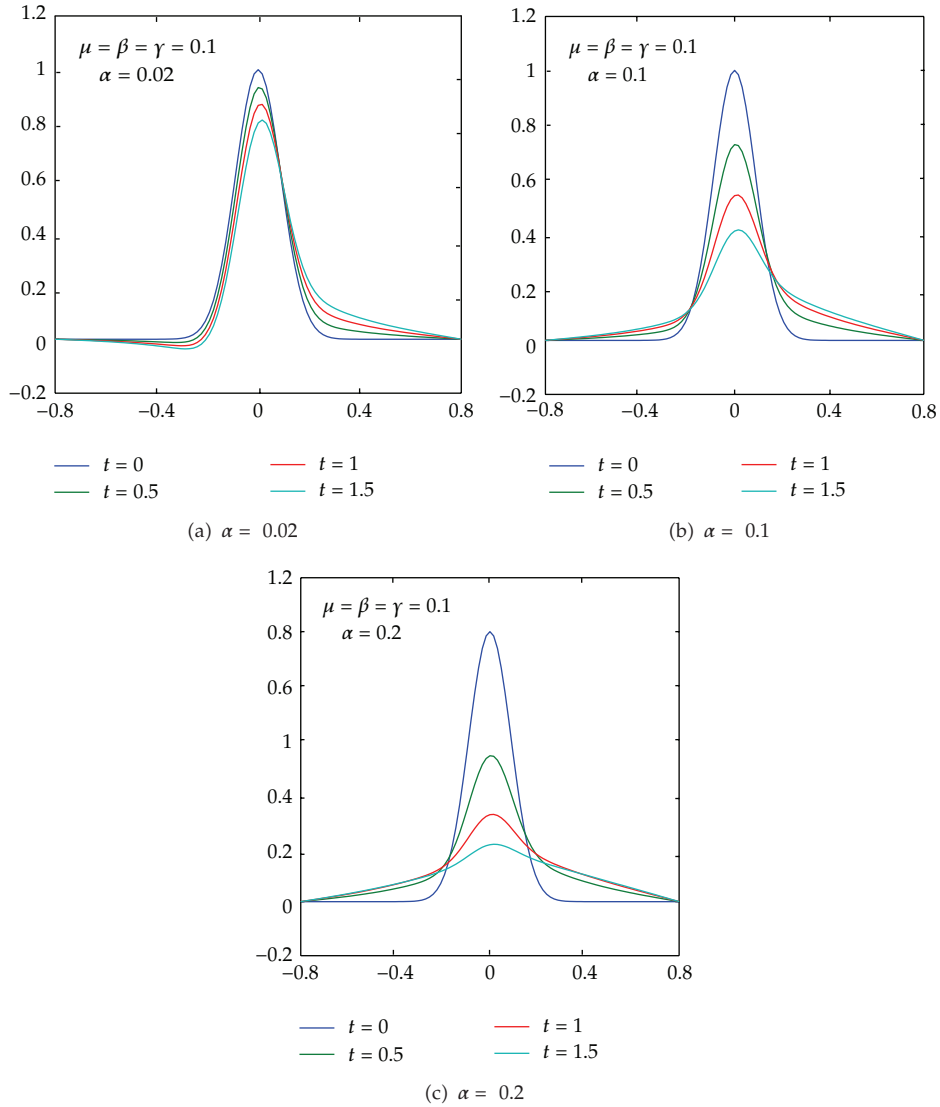 1.2
μ = β = γ = 0.1
α = 0.02
1
0.8
0.6
0.4
0.2
0
−0.2
−0.8
−0.4
0
0.4
0.8
t = 0
t = 1
t = 0.5
t = 1.5
(a) α = 0.02
1.2
μ = β = γ = 0.1
α = 0.1
1
0.8
0.6
0.4
0.2
0
−0.2
−0.8
−0.4
0
0.4
0.8
t = 0
t = 1
t = 0.5
t = 1.5
(b) α = 0.1
1.2
μ = β = γ = 0.1
α = 0.2
0.8
0.6
1
0.4
0.2
0
−0.2
−0.8
−0.4
0
0.4
0.8
t = 0
t = 1
t = 0.5
t = 1.5
(c) α = 0.2